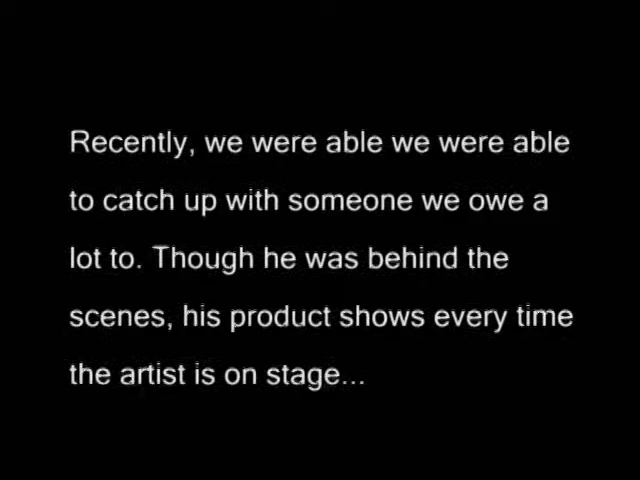 Recently, we were able we were able
to catch up with someone we owe a
lot to. Though he was behind the
scenes, his product shows every time
the artist is on stage...